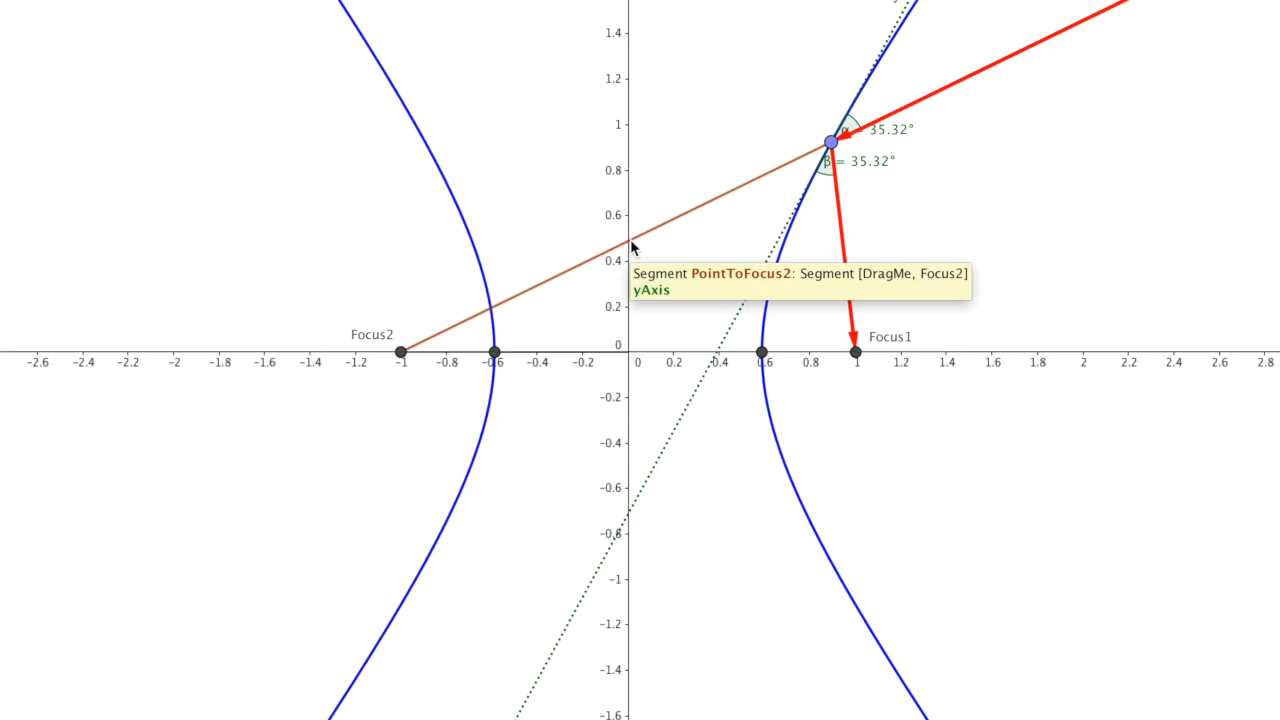 1.4
1.2
1
α = 35.32°
0.8
β = 35.32°
0.6
0.4
Segment PointToFocus2: Segment [DragMe, Focus2]
yAxis
0.2
Focus2
Focus1
0
−2.6 −2.4 −2.2 −2 −1.8 −1.6 −1.4 −1.2 −1 −0.8 −0.6 −0.4 −0.2 0 0.2 0.4 0.6 0.8 1 1.2 1.4 1.6 1.8 2 2.2 2.4 2.6 2.8
−0.2
−0.4
−0.6
−0.8
−1
−1.2
−1.4
−1.6